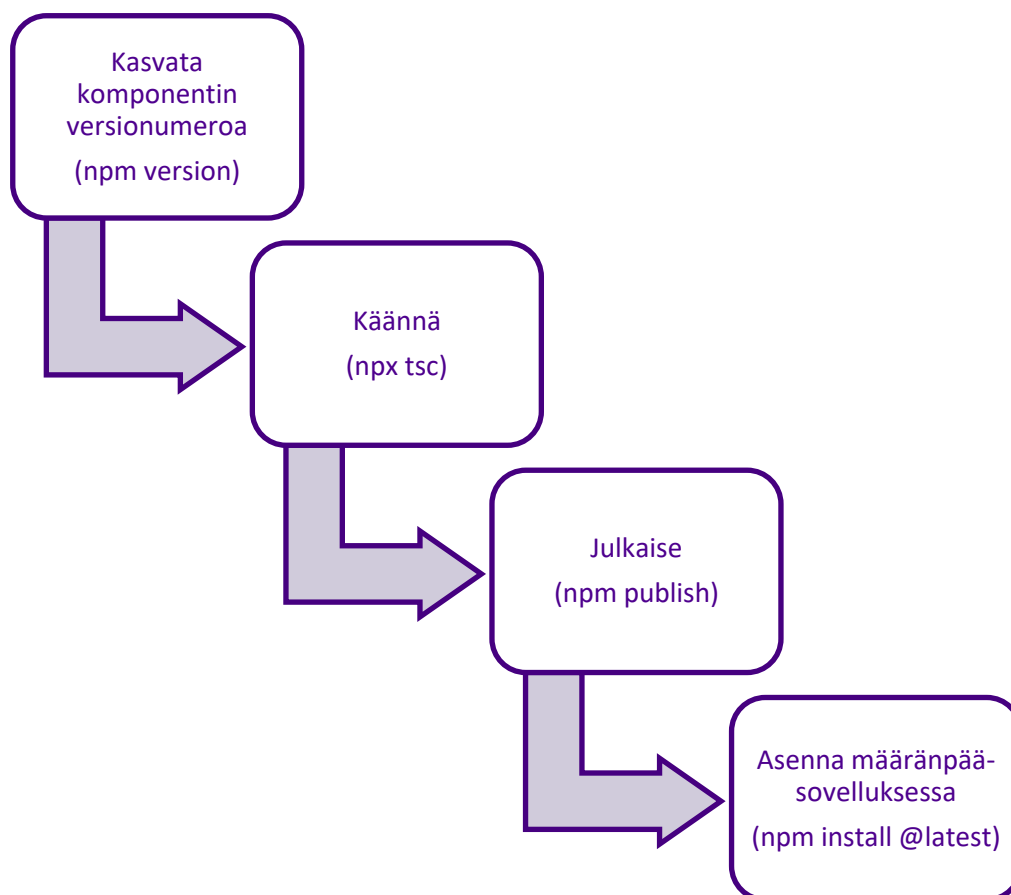 Kasvata
komponentin
versionumeroa
(npm version)
Käännä
(npx tsc)
Julkaise
(npm publish)
Asenna määränpää-
sovelluksessa
(npm install @latest)